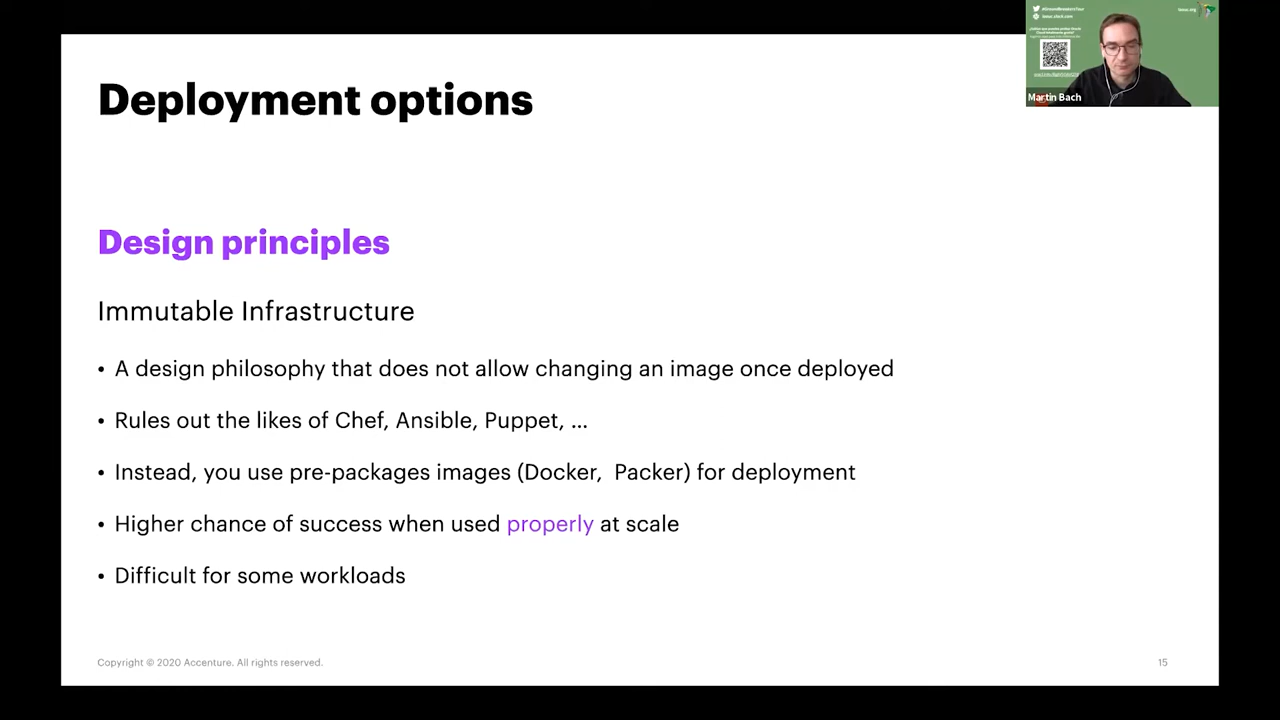 Deployment options
Design principles
Immutable Infrastructure
• A design philosophy that does not allow changing an image once deployed
• Rules out the likes of Chef, Ansible, Puppet, ...
• Instead, you use pre-packages images (Docker,  Packer) for deployment
• Higher chance of success when used properly at scale
• Difficult for some workloads
Copyright © 2020 Accenture. All rights reserved.
15
Martin Bach